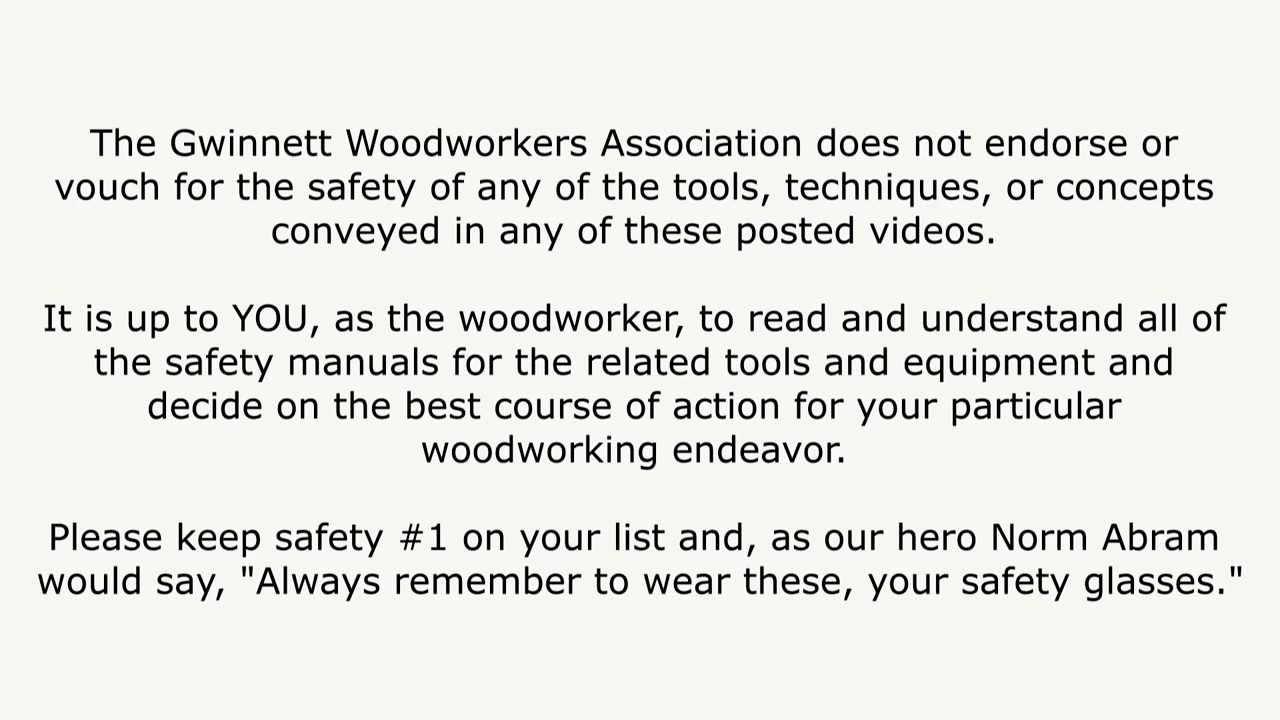 The Gwinnett Woodworkers Association does not endorse or
vouch for the safety of any of the tools, techniques, or concepts
conveyed in any of these posted videos.
It is up to YOU, as the woodworker, to read and understand all of
the safety manuals for the related tools and equipment and
decide on the best course of action for your particular
woodworking endeavor.
Please keep safety #1 on your list and, as our hero Norm Abram
would say, "Always remember to wear these, your safety glasses."